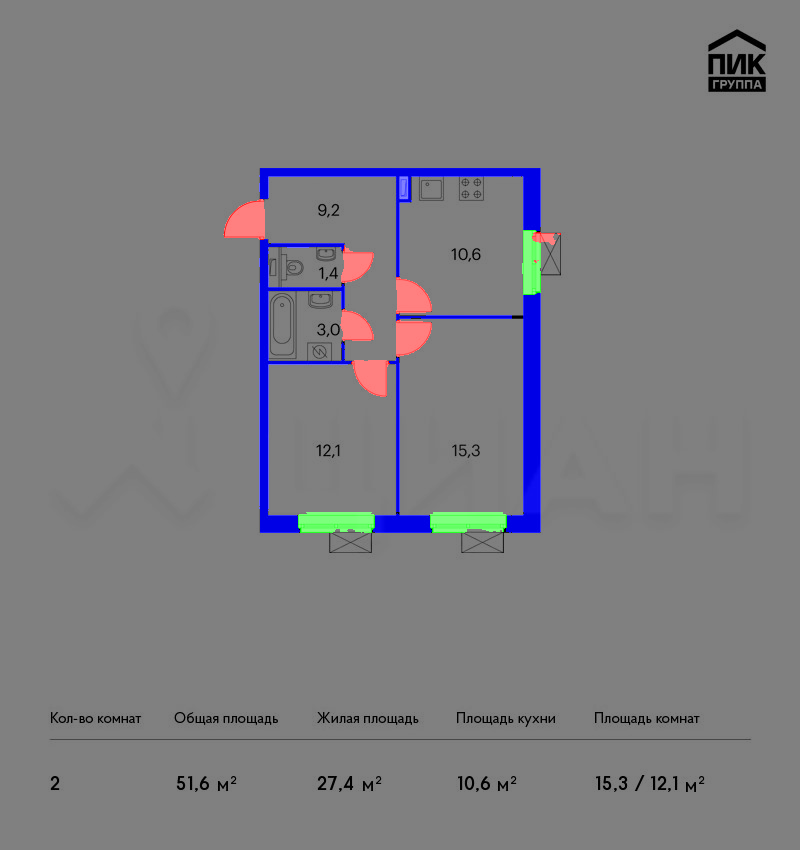 ПИК
ГРУППА
9,2
10,6
1,4
3,0
12,1
15,3
ЦИАН
Кол-во комнат Общая площадь Жилая площадь Площадь кухни Площадь комнат
2 51,6 м² 27,4 м² 10,6 м² 15,3 / 12,1 м²